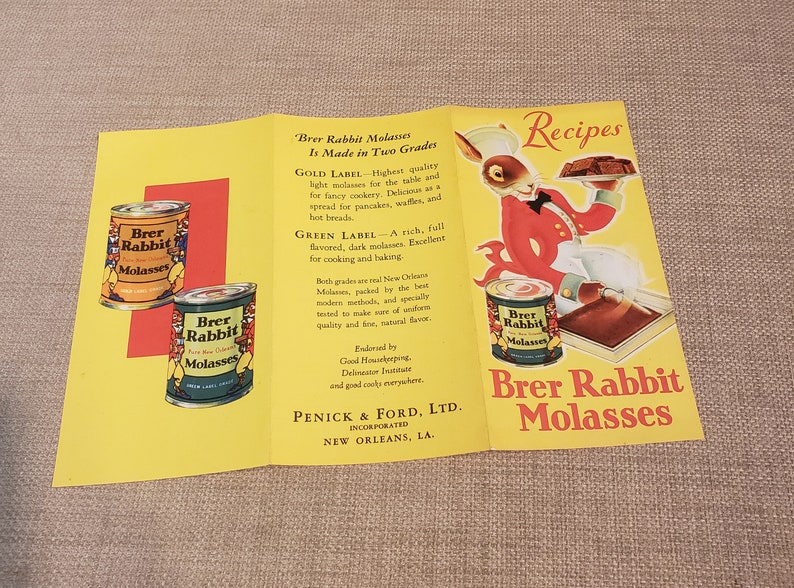 Brer
Rabbit
Pure New Orleans
Molasses
GOLD LABEL GRADE
Brer
Rabbit
Pure New Orleans
Molasses
GREEN LABEL GRADE
Brer Rabbit Molasses
Is Made in Two Grades
GOLD LABEL—Highest quality
light molasses for the table and
for fancy cookery. Delicious as a
spread for pancakes, waffles, and
hot breads.
GREEN LABEL—A rich, full
flavored, dark molasses. Excellent
for cooking and baking.
Both grades are real New Orleans
Molasses, packed by the best
modern methods, and specially
tested to make sure of uniform
quality and fine, natural flavor.
Endorsed by
Good Housekeeping,
Delineator Institute
and good cooks everywhere.
PENICK & FORD, LTD.
INCORPORATED
NEW ORLEANS, LA.
Recipes
Brer
Rabbit
Pure New Orleans
Molasses
GREEN LABEL GRADE
Brer Rabbit
Molasses